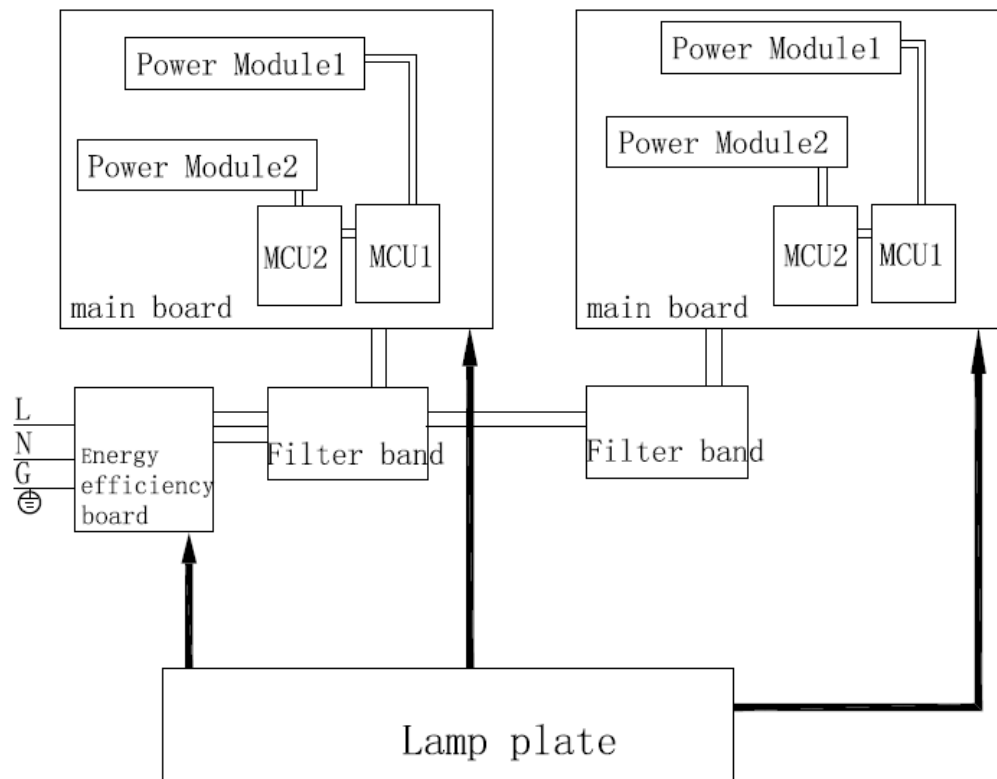 Power Module1
Power Module2
MCU2
MCU1
main board
Power Module1
Power Module2
MCU2
MCU1
main board
L
N
G
Energy
efficiency
board
Filter band
Filter band
Lamp plate